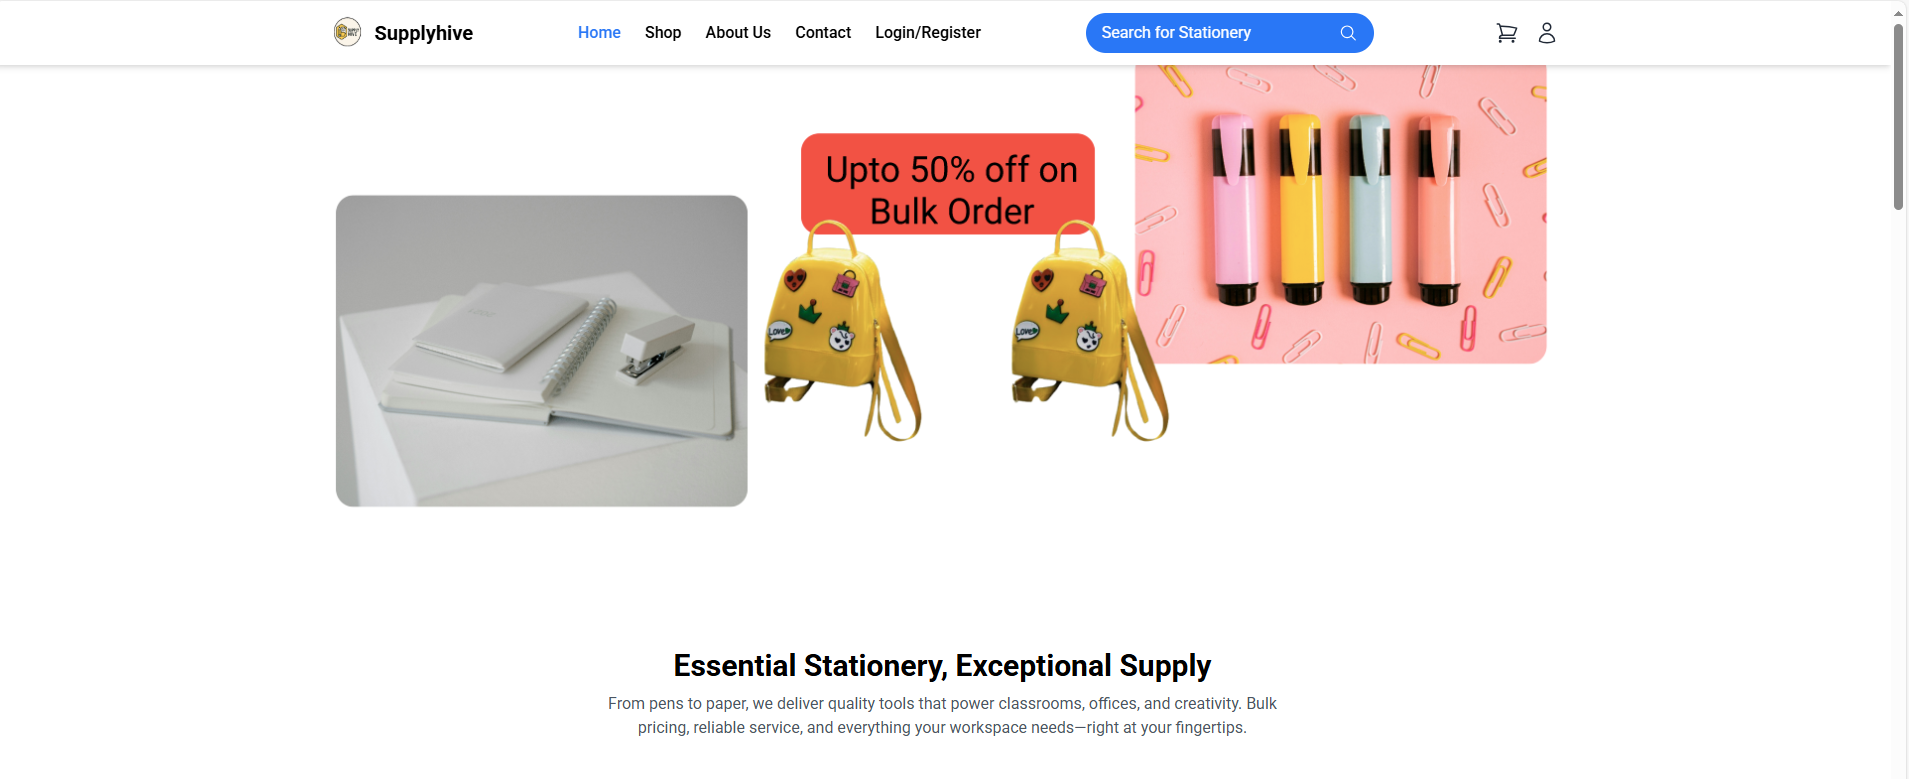 Supplyhive
Home
Shop
About Us
Contact
Login/Register
Search for Stationery
Upto 50% off on
Bulk Order
Love
Love
Essential Stationery, Exceptional Supply
From pens to paper, we deliver quality tools that power classrooms, offices, and creativity. Bulk
pricing, reliable service, and everything your workspace needs—right at your fingertips.